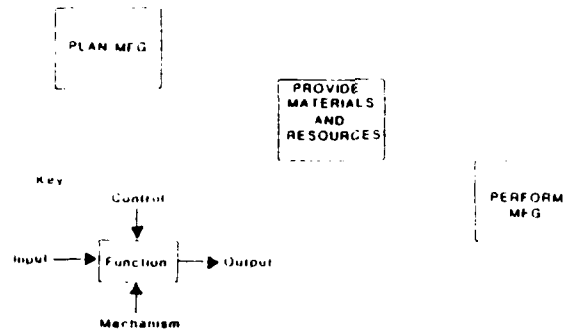 PLAN MFG
PROVIDE
MATERIALS
AND
RESOURCES
Key
Control
PERFORM
MFG
Input
Function
Output
Mechanism